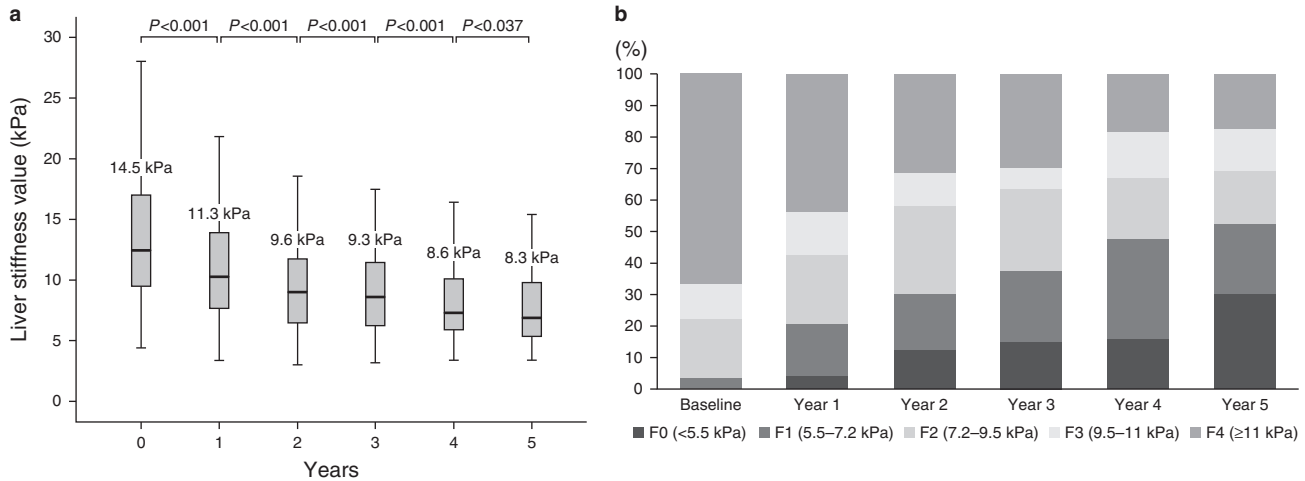 a
P<0.001 P<0.001 P<0.001 P<0.001 P<0.037
Liver stiffness value (kPa)
30
25
20
15
10
5
0
14.5 kPa
11.3 kPa
9.6 kPa
9.3 kPa
8.6 kPa
8.3 kPa
0 1 2 3 4 5
Years
b
(%)
100
90
80
70
60
50
40
30
20
10
0
Baseline Year 1 Year 2 Year 3 Year 4 Year 5
F0 (<5.5 kPa) F1 (5.5–7.2 kPa) F2 (7.2–9.5 kPa) F3 (9.5–11 kPa) F4 (≥11 kPa)